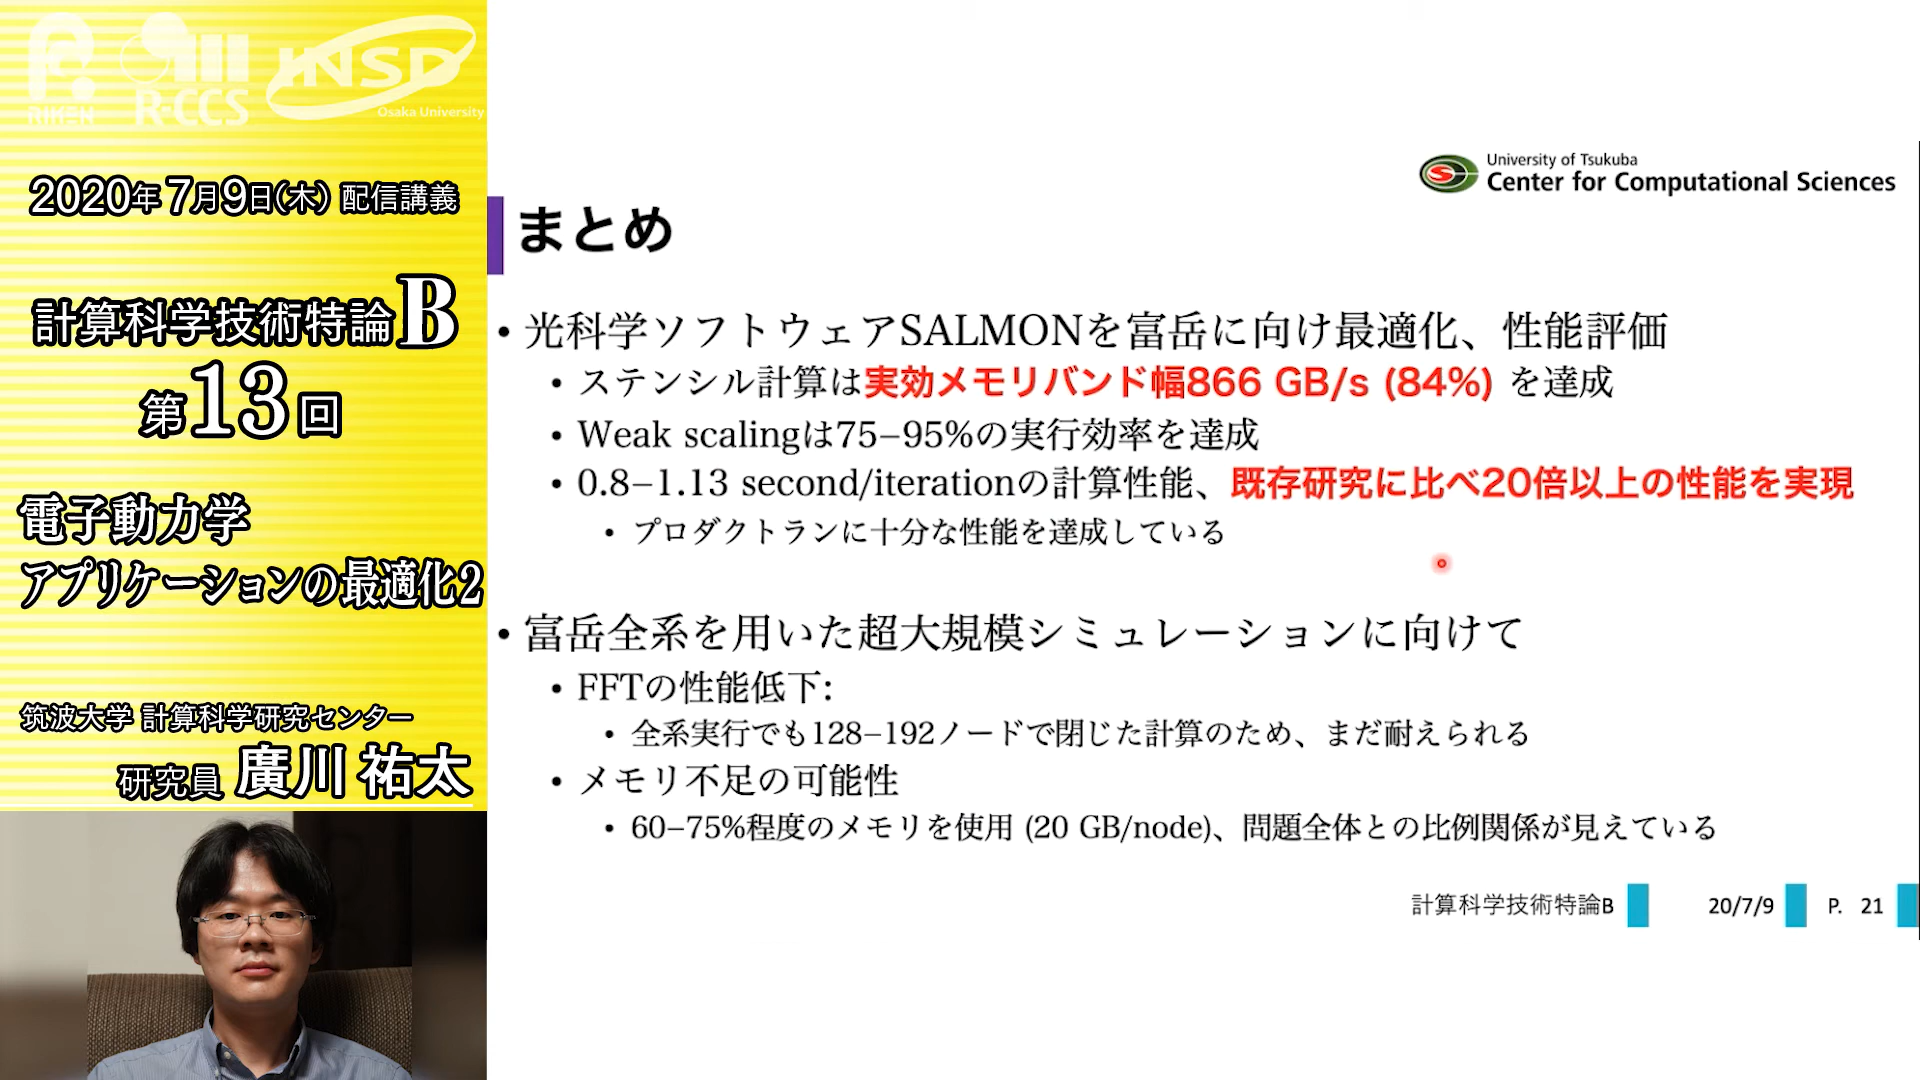 RIKEN
R-CCS
INSD
Osaka University
2020年 7月9日(木) 配信講義
計算科学技術特論B
第13回
電子動力学
アプリケーションの最適化2
筑波大学 計算科学研究センター
研究員 廣川 祐太
University of Tsukuba
Center for Computational Sciences
まとめ
• 光科学ソフトウェアSALMONを富岳に向け最適化、性能評価
• ステンシル計算は実効メモリバンド幅866 GB/s (84%) を達成
• Weak scalingは75–95%の実行効率を達成
• 0.8–1.13 second/iterationの計算性能、既存研究に比べ20倍以上の性能を実現
• プロダクトランに十分な性能を達成している
• 富岳全系を用いた超大規模シミュレーションに向けて
• FFTの性能低下:
• 全系実行でも128–192ノードで閉じた計算のため、まだ耐えられる
• メモリ不足の可能性
• 60–75%程度のメモリを使用 (20 GB/node)、問題全体との比例関係が見えている
計算科学技術特論B 20/7/9 P. 21